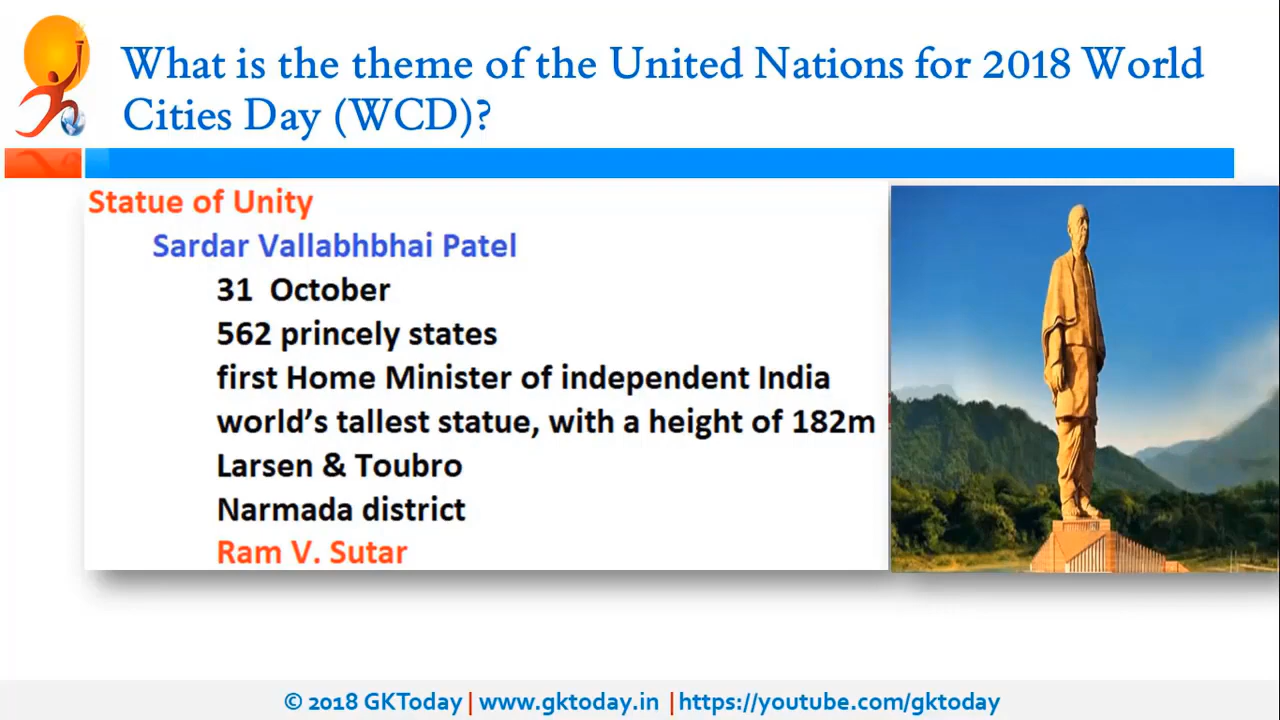 What is the theme of the United Nations for 2018 World
Cities Day (WCD)?
Statue of Unity
Sardar Vallabhbhai Patel
31 October
562 princely states
first Home Minister of independent India
world's tallest statue, with a height of 182m
Larsen & Toubro
Narmada district
Ram V. Sutar
© 2018 GKToday | www.gktoday.in | https://youtube.com/gktoday